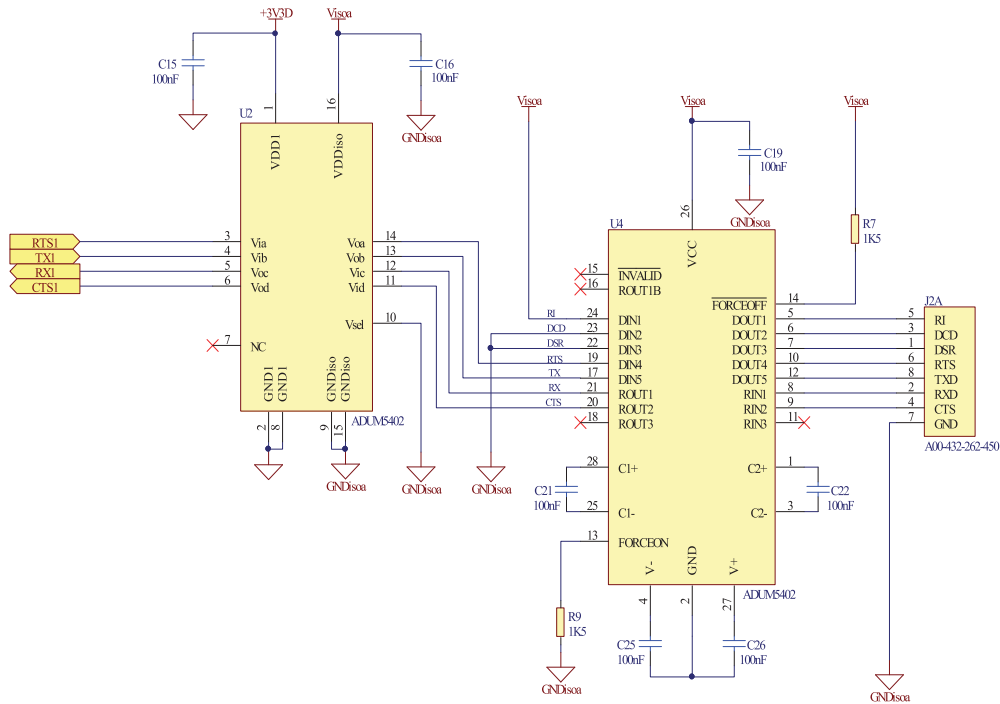 +3V3D
Visoa
C15
100nF
C16
100nF
GNDisoa
U2
1
16
VDD1
VDDiso
RTS1
TX1
RX1
CTS1
3
4
5
6
7
Via
Vib
Voc
Vod
NC
Voa
Vob
Vic
Vid
Vsel
14
13
12
11
10
GND1
GND1
GNDiso
GNDiso
2
8
9
15
ADUM5402
GNDisoa
GNDisoa
GNDisoa
Visoa
Visoa
Visoa
C19
100nF
GNDisoa
26
U4
VCC
R7
1K5
15
INVALID
16
ROUT1B
FORCEOFF
14
RI
24
DIN1
DOUT1
5
DCD
23
DIN2
DOUT2
6
DSR
22
DIN3
DOUT3
7
RTS
19
DIN4
DOUT4
10
TX
17
DIN5
DOUT5
12
RX
21
ROUT1
RIN1
8
CTS
20
ROUT2
RIN2
9
18
ROUT3
RIN3
11
J2A
5
RI
3
DCD
1
DSR
6
RTS
8
TXD
2
RXD
4
CTS
7
GND
A00-432-262-450
28
C1+
C2+
1
C21
100nF
C22
100nF
25
C1-
C2-
3
13
FORCEON
V-
GND
V+
4
2
27
ADUM5402
R9
1K5
C25
100nF
C26
100nF
GNDisoa
GNDisoa